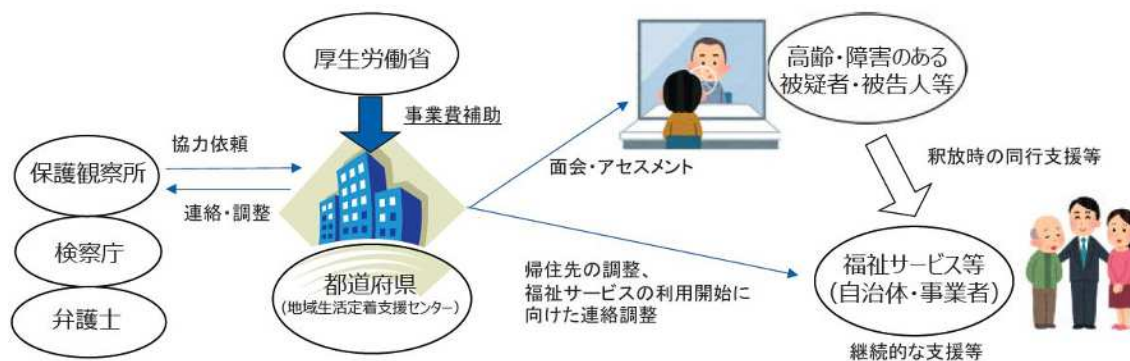 厚生労働省
事業費補助
高齢・障害のある
被疑者・被告人等
協力依頼
保護観察所
連絡・調整
検察庁
弁護士
都道府県
(地域生活定着支援センター)
面会・アセスメント
釈放時の同行支援等
帰住先の調整、
福祉サービスの利用開始に
向けた連絡調整
福祉サービス等
(自治体・事業者)
継続的な支援等